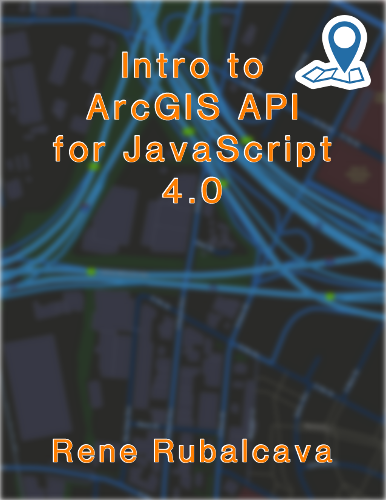 Intro to
ArcGIS API
for JavaScript
4.0
Rene Rubalcava